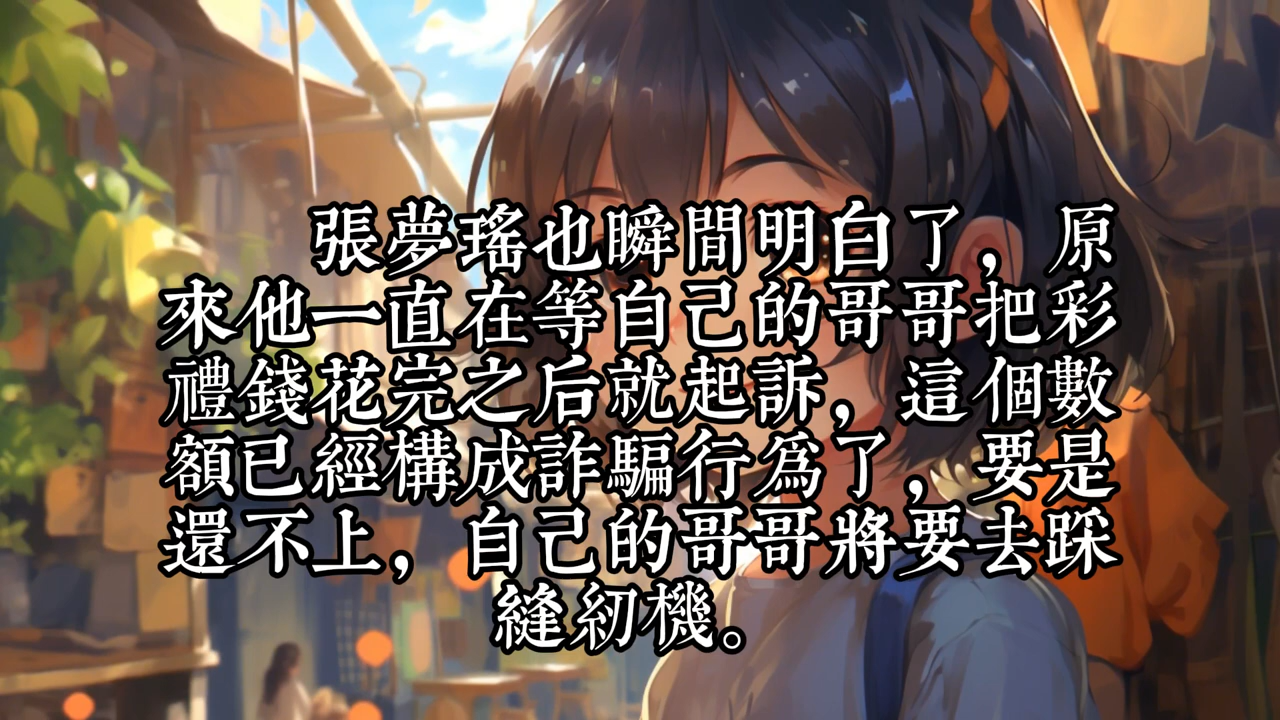 張夢瑤也瞬間明白了，原
來他一直在等自己的哥哥把彩
禮錢花完之后就起訴，這個數
額已經構成詐騙行爲了，要是
還不上，自己的哥哥將要去踩
縫紉機。